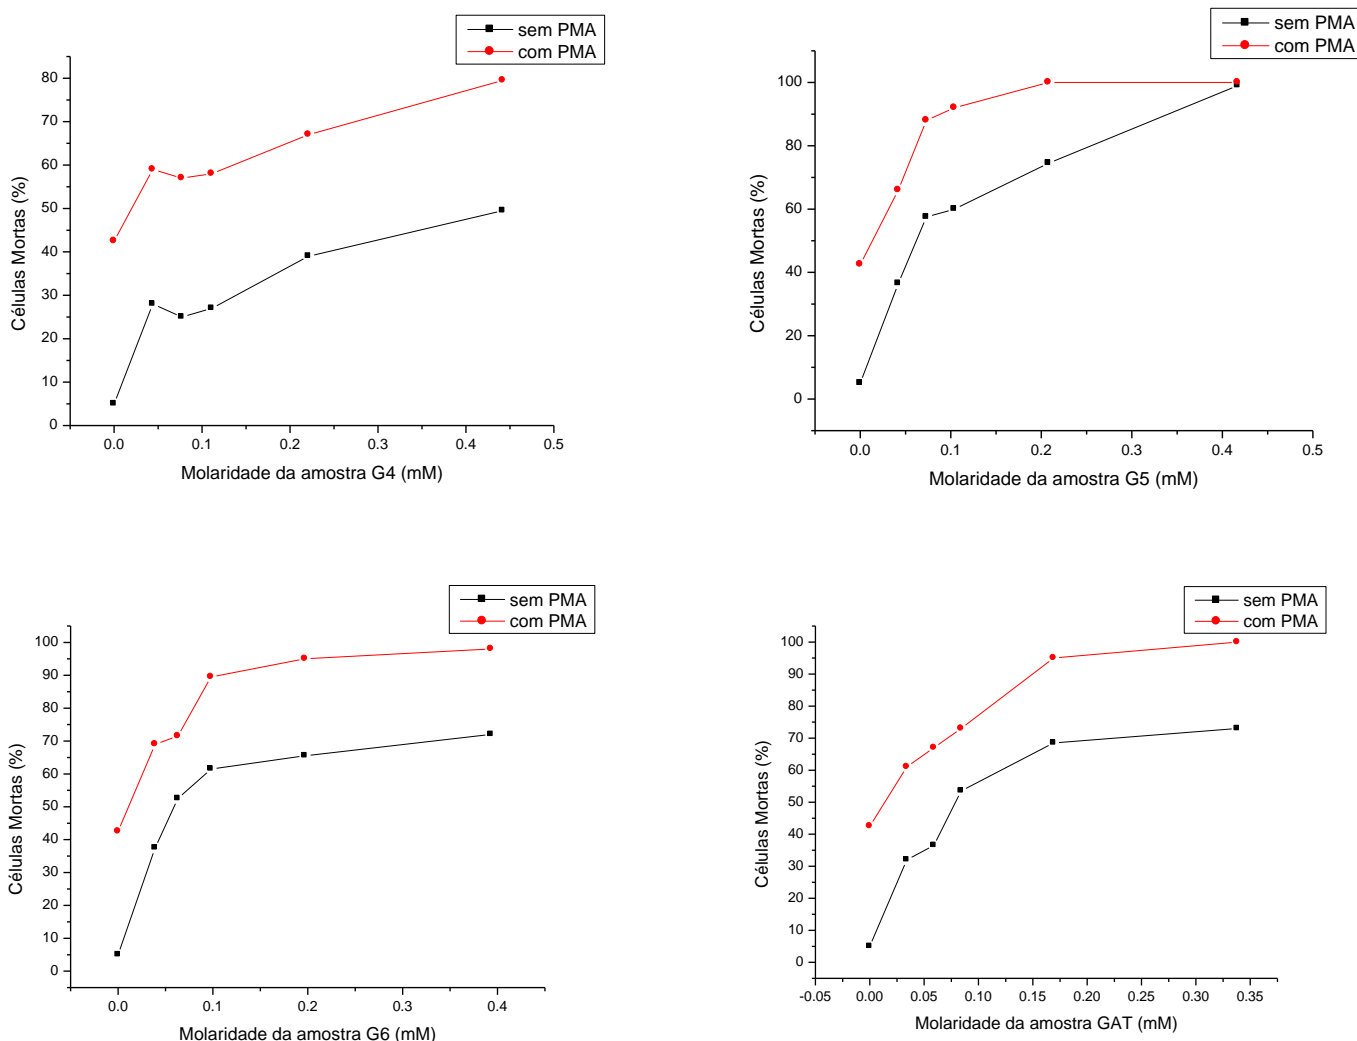 sem PMA
com PMA
80
70
60
50
40
30
20
10
0
Células Mortas (%)
0.0 0.1 0.2 0.3 0.4 0.5
Molaridade da amostra G4 (mM)
sem PMA
com PMA
100
80
60
40
20
0
Células Mortas (%)
0.0 0.1 0.2 0.3 0.4 0.5
Molaridade da amostra G5 (mM)
sem PMA
com PMA
100
90
80
70
60
50
40
30
20
10
0
Células Mortas (%)
0.0 0.1 0.2 0.3 0.4
Molaridade da amostra G6 (mM)
sem PMA
com PMA
100
90
80
70
60
50
40
30
20
10
0
Células Mortas (%)
-0.05 0.00 0.05 0.10 0.15 0.20 0.25 0.30 0.35
Molaridade da amostra GAT (mM)